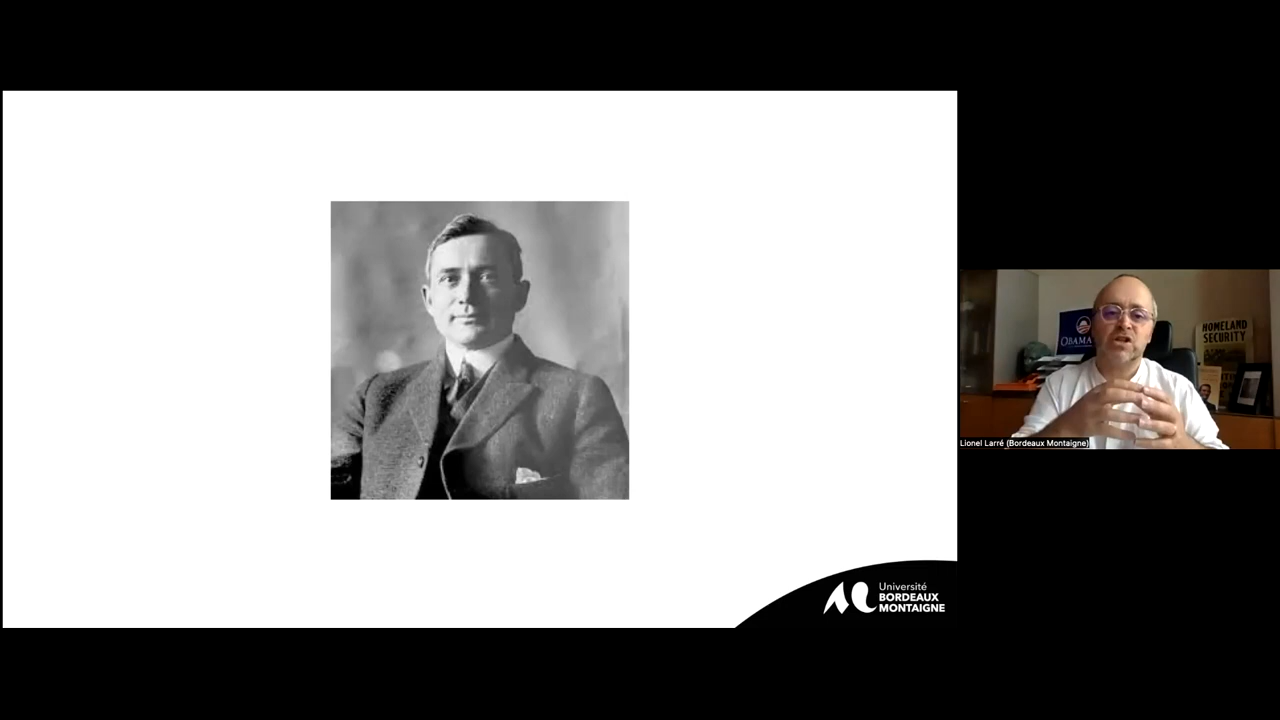 Université
BORDEAUX
MONTAIGNE
OBAMA
HOMELAND
SECURITY
Lionel Larré (Bordeaux Montaigne)